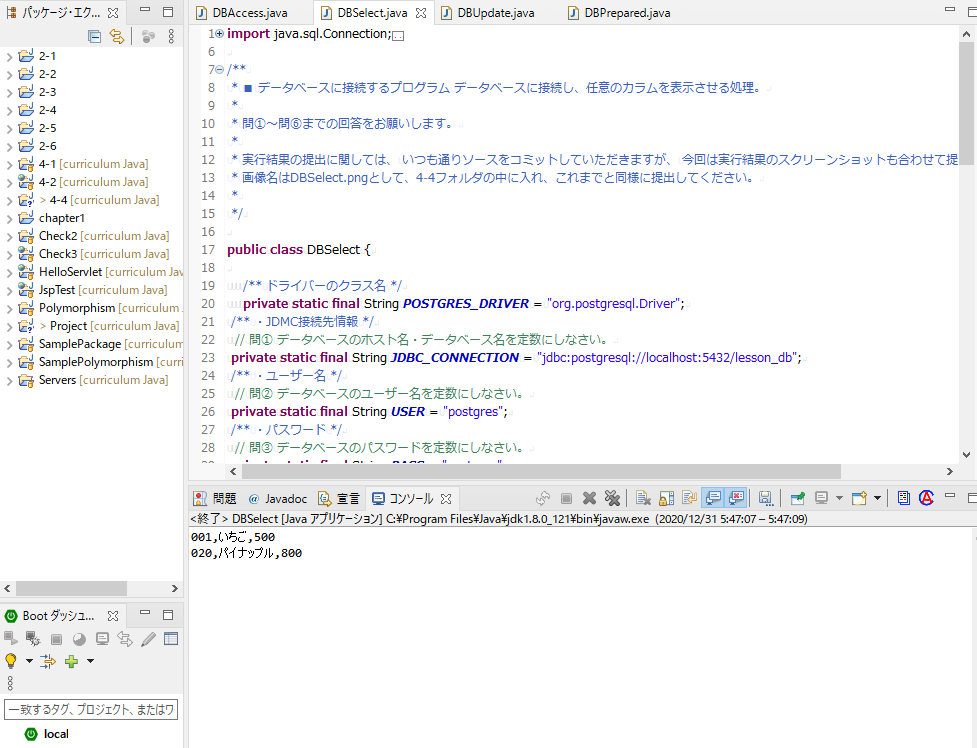 パッケージ・エク...
2-1
2-2
2-3
2-4
2-5
2-6
4-1 [curriculum Java]
4-2 [curriculum Java]
> 4-4 [curriculum Java]
chapter1
Check2 [curriculum Java]
Check3 [curriculum Java]
HelloServlet [curriculum Jav
JspTest [curriculum Java]
Polymorphism [curriculum
> Project [curriculum Java]
SamplePackage [curriculum
SamplePolymorphism [curri
Servers [curriculum Java]
Boot ダッシュ...
一致するタグ、プロジェクト、またはワ
local
DBAccess.java DBSelect.java DBUpdate.java DBPrepared.java
1 import java.sql.Connection;
6
7 /**
8 * ■ データベースに接続するプログラム データベースに接続し、任意のカラムを表示させる処理。
9 *
10 * 問①～問⑥までの回答をお願いします。
11 *
12 * 実行結果の提出に関しては、 いつも通りソースをコミットしていただきますが、 今回は実行結果のスクリーンショットも合わせて提
13 * 画像名はDBSelect.pngとして、4-4フォルダの中に入れ、これまでと同様に提出してください。
14 *
15 */
16
17 public class DBSelect {
18
19 /** ドライバーのクラス名 */
20 private static final String POSTGRES_DRIVER = "org.postgresql.Driver";
21 /** ・JDMC接続先情報 */
22 // 問① データベースのホスト名・データベース名を定数にしなさい。
23 private static final String JDBC_CONNECTION = "jdbc:postgresql://localhost:5432/lesson_db";
24 /** ・ユーザー名 */
25 // 問② データベースのユーザー名を定数にしなさい。
26 private static final String USER = "postgres";
27 /** ・パスワード */
28 // 問③ データベースのパスワードを定数にしなさい。
問題 @ Javadoc 宣言 コンソール
<終了> DBSelect [Java アプリケーション] C:¥Program Files¥Java¥jdk1.8.0_121¥bin¥javaw.exe (2020/12/31 5:47:07 – 5:47:09)
001,いちご,500
020,パイナップル,800